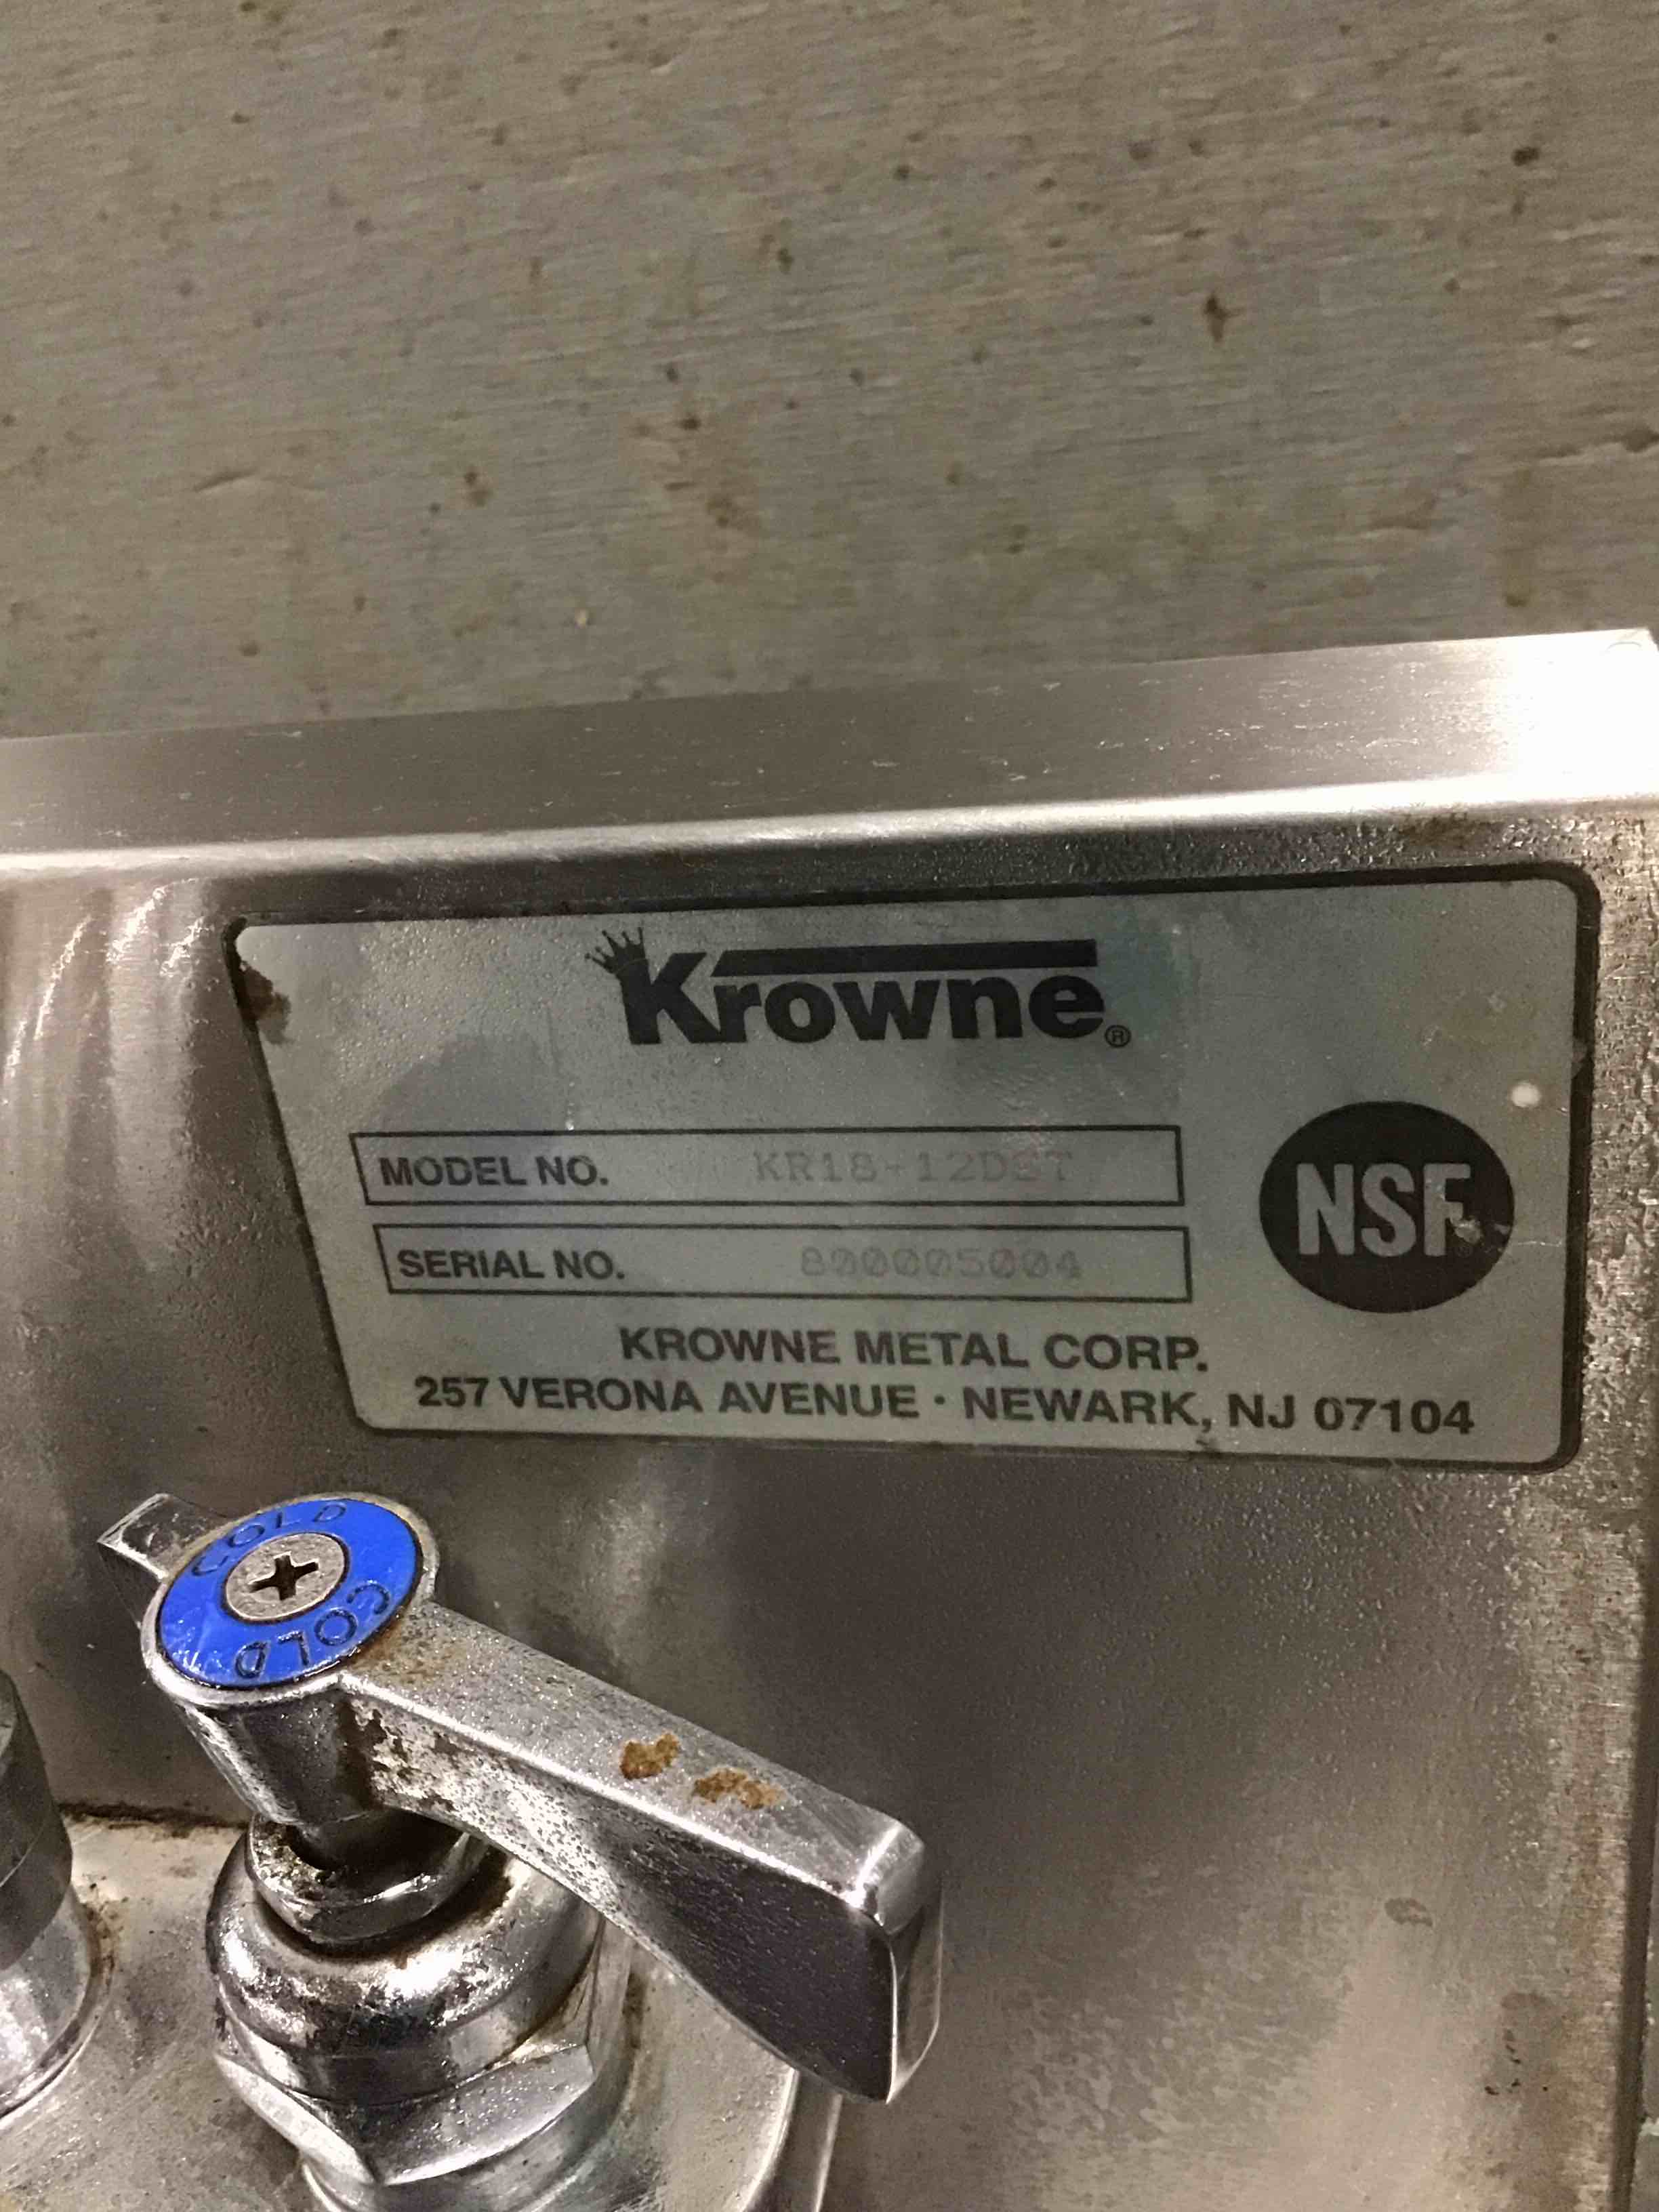 Krowne®
MODEL NO. KR18-12DST
SERIAL NO. 800005004
NSF
KROWNE METAL CORP.
257 VERONA AVENUE · NEWARK, NJ 07104
COLD
COLD